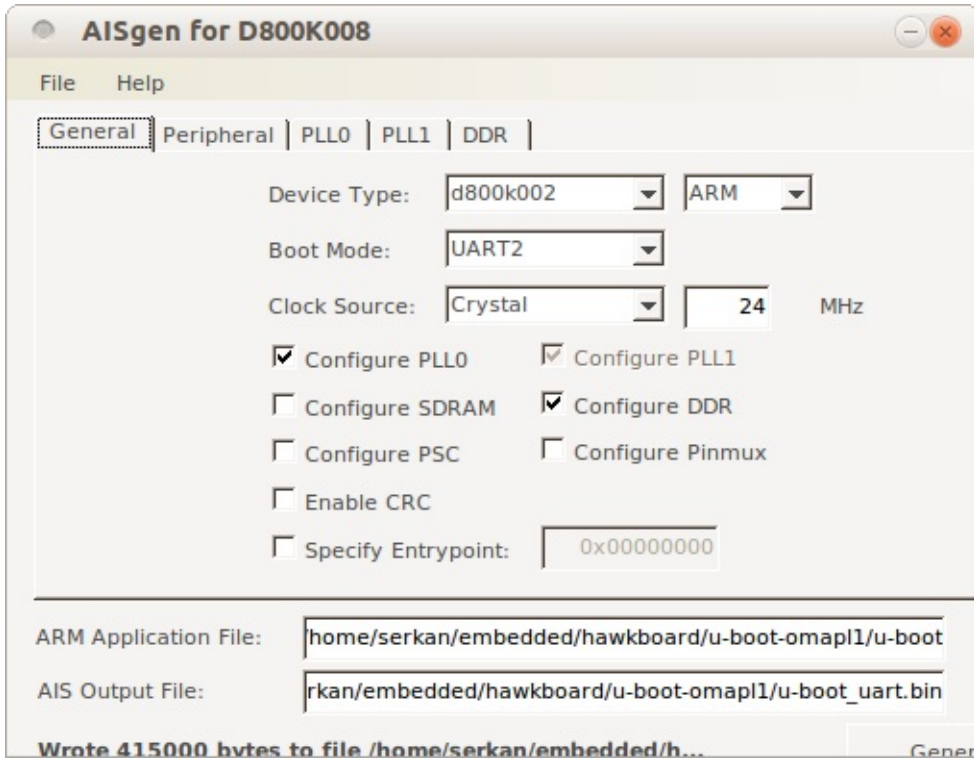 AISgen for D800K008
File Help
General Peripheral PLL0 PLL1 DDR
Device Type: d800k002 ARM
Boot Mode: UART2
Clock Source: Crystal 24 MHz
Configure PLL0 Configure PLL1
Configure SDRAM Configure DDR
Configure PSC Configure Pinmux
Enable CRC
Specify Entrypoint: 0x00000000
ARM Application File: /home/serkan/embedded/hawkboard/u-boot-omapl1/u-boot
AIS Output File: rkan/embedded/hawkboard/u-boot-omapl1/u-boot_uart.bin
Wrote 415000 bytes to file /home/serkan/embedded/h... Gener